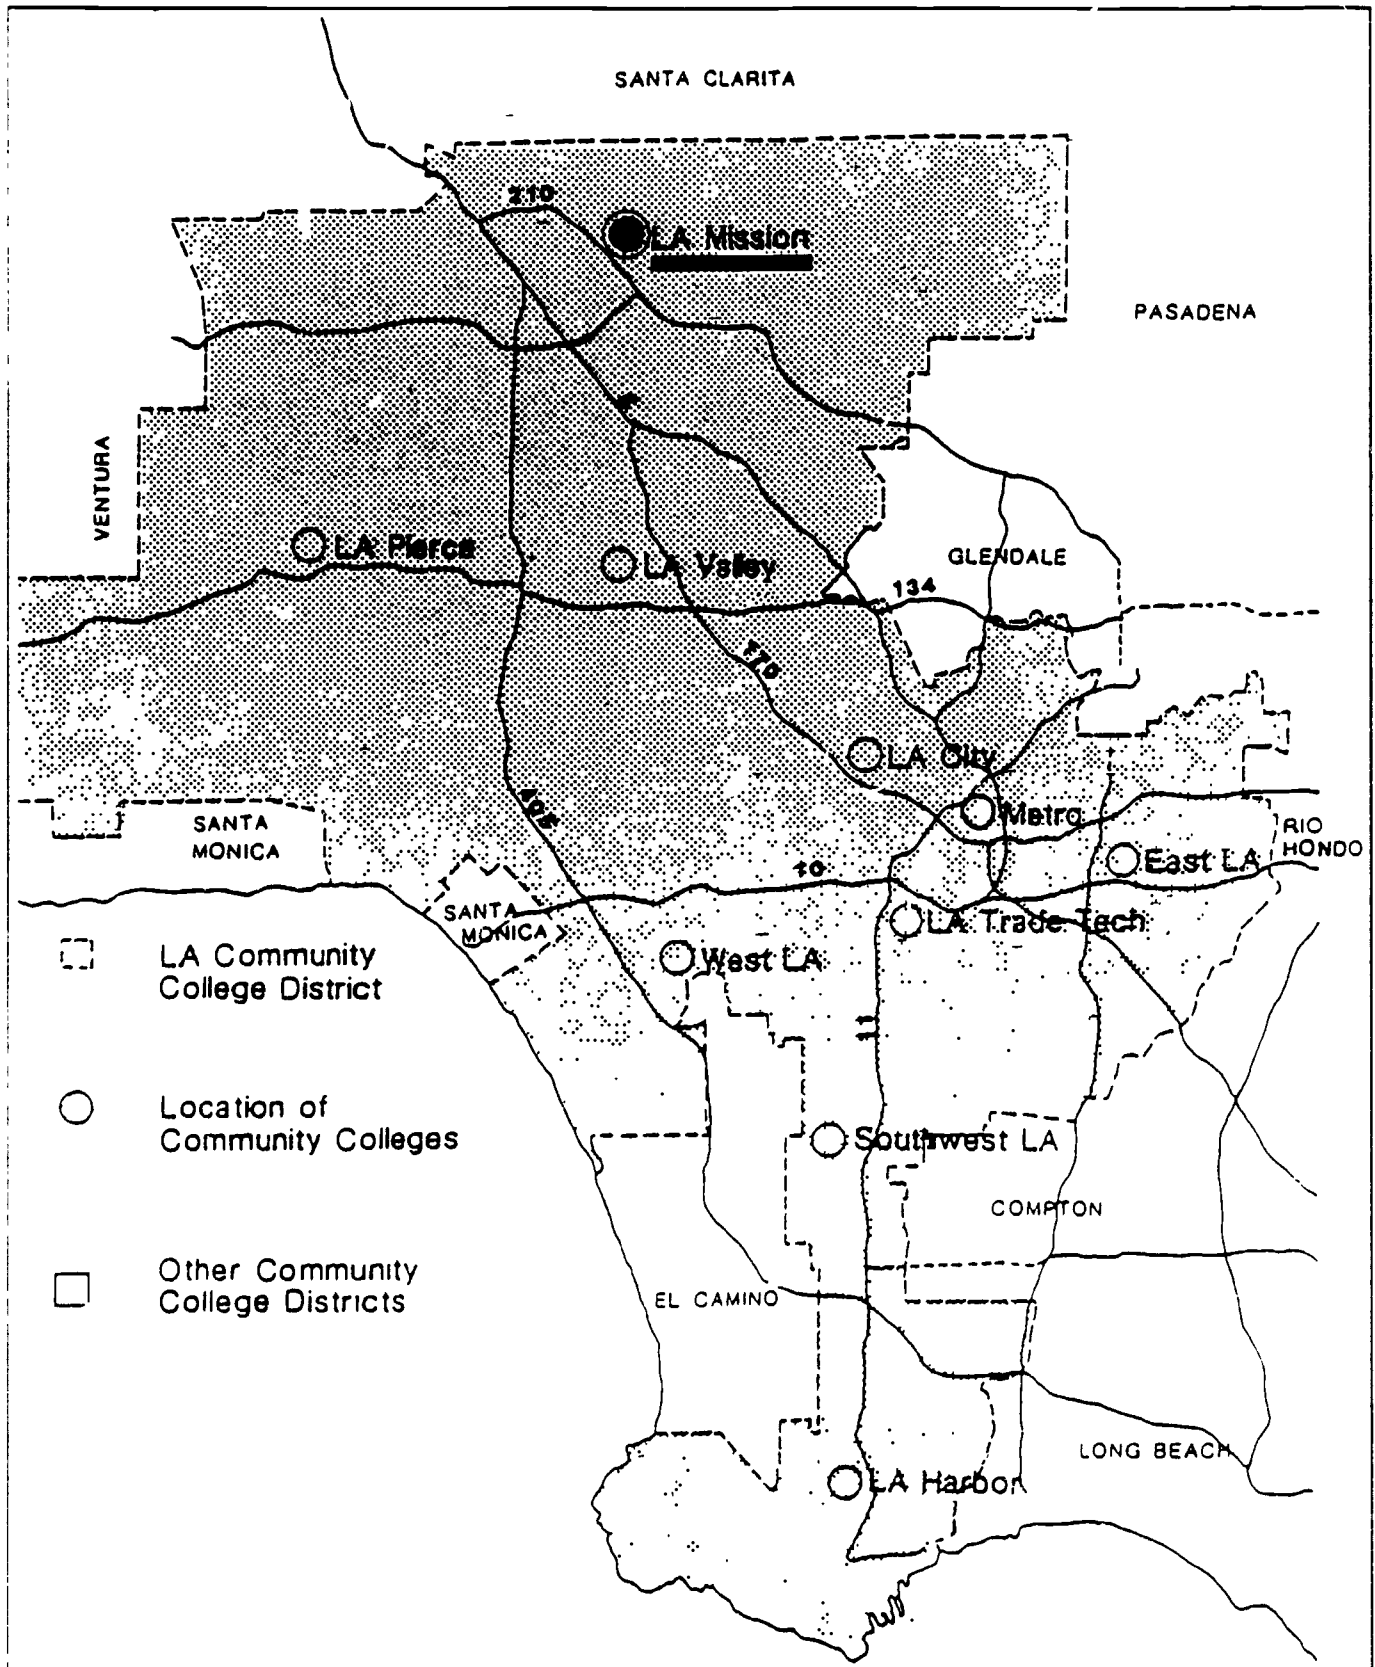 SANTA CLARITA
210
LA Mission
PASADENA
VENTURA
LA Pierce
LA Valley
GLENDALE
134
170
LA City
405
Metro
SANTA
MONICA
RIO
HONDO
East LA
10
SANTA
MONICA
LA Trade Tech
West LA
LA Community
College District
11
Location of
Community Colleges
Southwest LA
COMPTON
Other Community
College Districts
EL CAMINO
LONG BEACH
LA Harbor